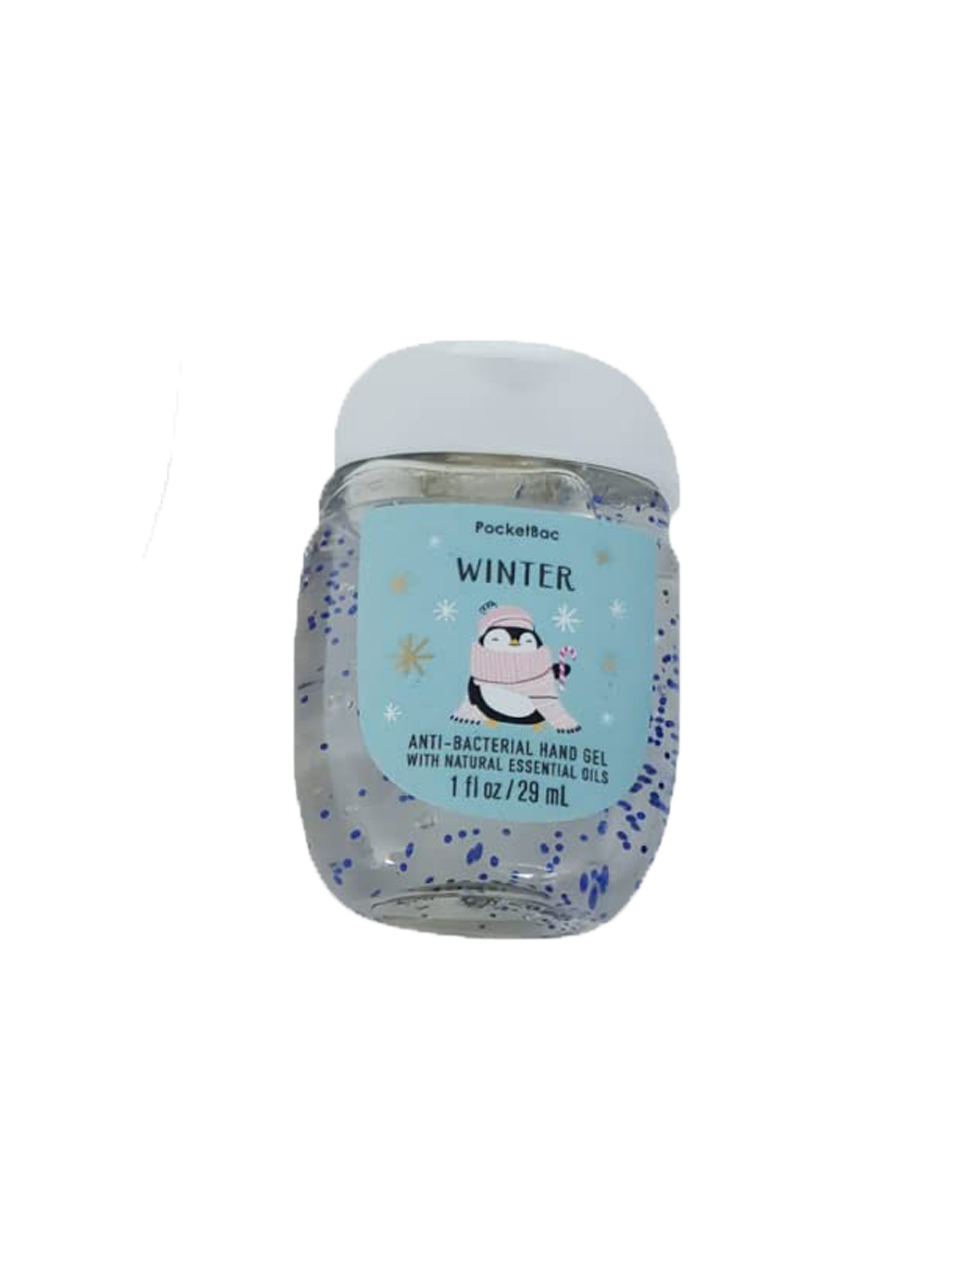 PocketBac
WINTER
ANTI-BACTERIAL HAND GEL
WITH NATURAL ESSENTIAL OILS
1 fl oz / 29 mL